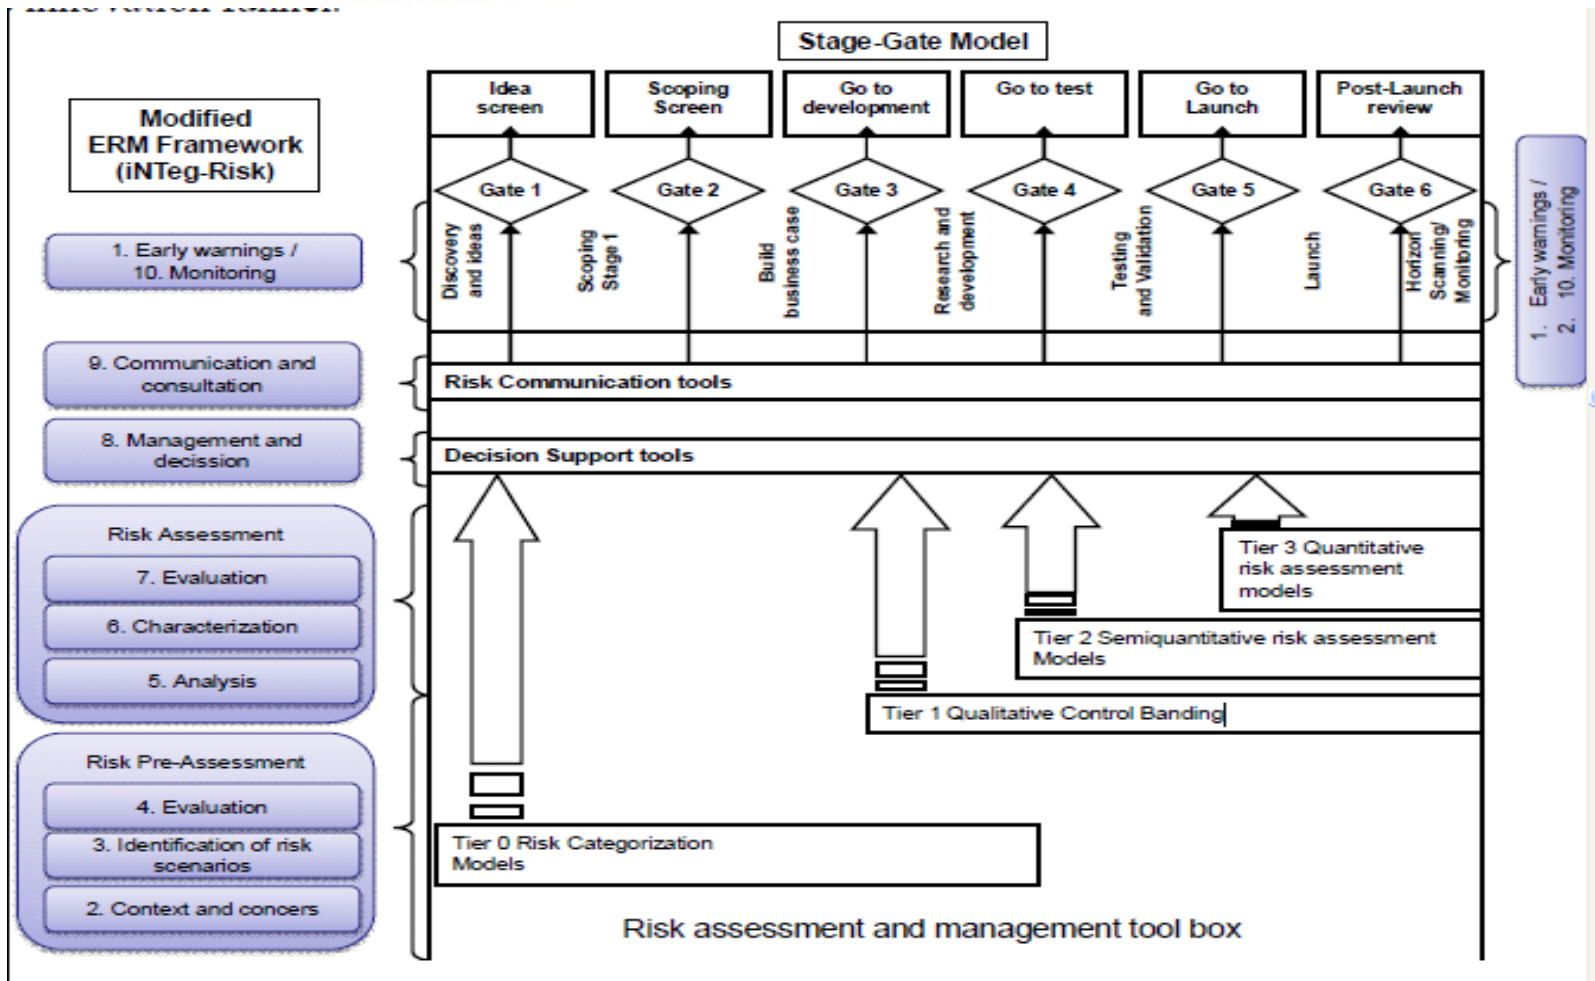 Stage-Gate Model
Modified
ERM Framework
(iNTeg-Risk)
Idea
screen
Scoping
Screen
Go to
development
Go to test
Go to
Launch
Post-Launch
review
Gate 1
Gate 2
Gate 3
Gate 4
Gate 5
Gate 6
Discovery
and ideas
Scoping
Stage 1
Build
business case
Research and
development
Testing
and Validation
Launch
Horizon
Scanning/
Monitoring
1. Early warnings /
10. Monitoring
1. Early warnings /
2. 10. Monitoring
9. Communication and
consultation
Risk Communication tools
8. Management and
decission
Decision Support tools
Risk Assessment
7. Evaluation
6. Characterization
5. Analysis
Tier 3 Quantitative
risk assessment
models
Tier 2 Semiquantitative risk assessment
Models
Tier 1 Qualitative Control Banding
Risk Pre-Assessment
4. Evaluation
3. Identification of risk
scenarios
2. Context and concers
Tier 0 Risk Categorization
Models
Risk assessment and management tool box